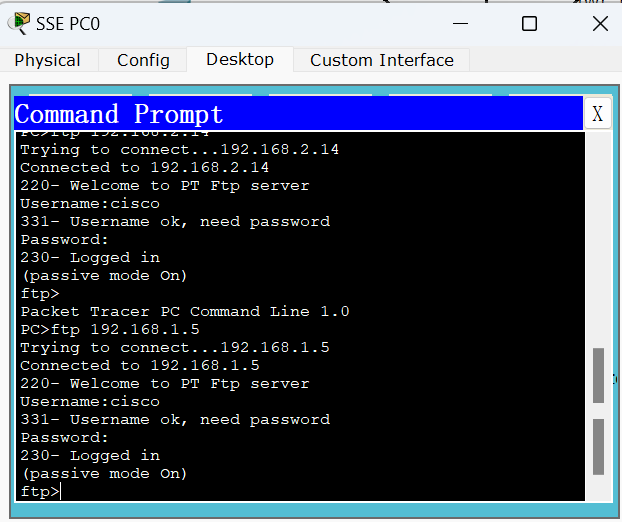 SSE PC0
Physical Config Desktop Custom Interface
Command Prompt X
PC>ftp 192.168.2.14
Trying to connect...192.168.2.14
Connected to 192.168.2.14
220- Welcome to PT Ftp server
Username:cisco
331- Username ok, need password
Password:
230- Logged in
(passive mode On)
ftp>
Packet Tracer PC Command Line 1.0
PC>ftp 192.168.1.5
Trying to connect...192.168.1.5
Connected to 192.168.1.5
220- Welcome to PT Ftp server
Username:cisco
331- Username ok, need password
Password:
230- Logged in
(passive mode On)
ftp>